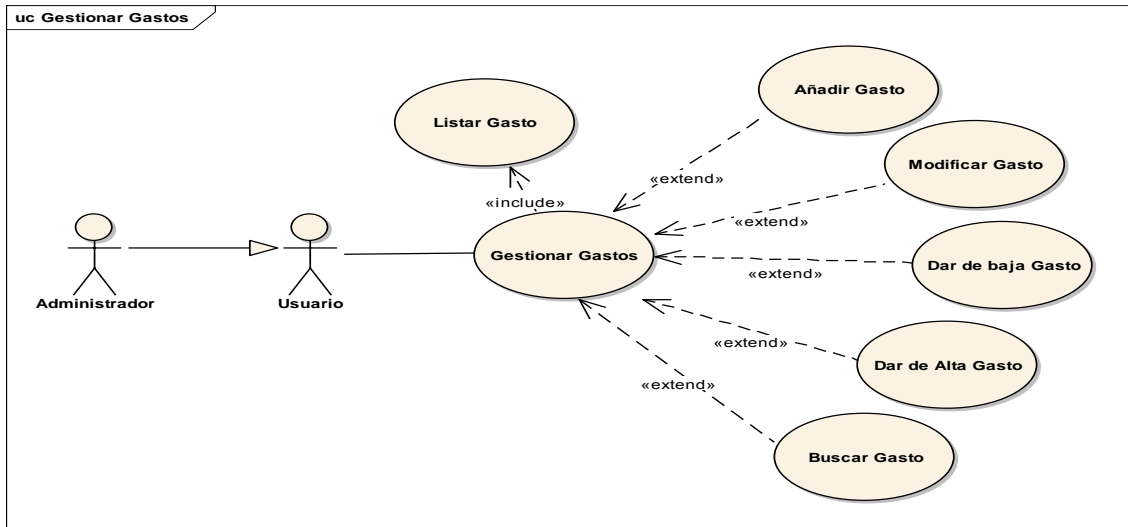 uc Gestionar Gastos
Añadir Gasto
Listar Gasto
Modificar Gasto
«extend»
«include»
«extend»
Gestionar Gastos
Dar de baja Gasto
«extend»
Administrador
Usuario
«extend»
Dar de Alta Gasto
«extend»
Buscar Gasto